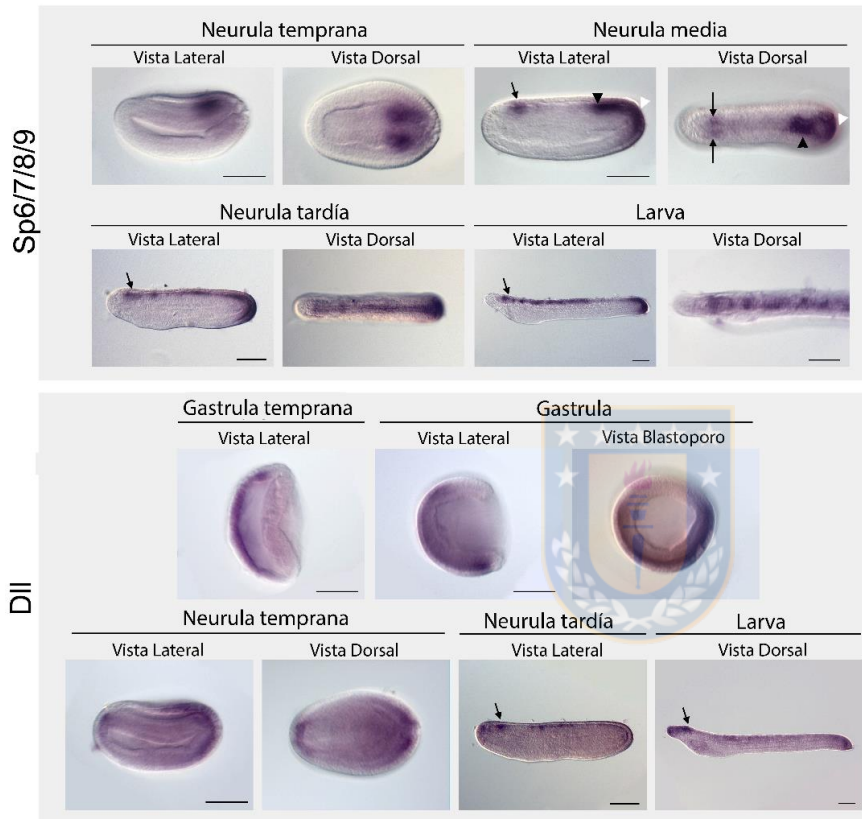 Sp6/7/8/9
Neurula temprana
Neurula media
Vista Lateral
Vista Dorsal
Vista Lateral
Vista Dorsal
Neurula tardía
Larva
Vista Lateral
Vista Dorsal
Vista Lateral
Vista Dorsal
Dll
Gastrula temprana
Gastrula
Vista Lateral
Vista Lateral
Vista Blastoporo
Neurula temprana
Neurula tardía
Larva
Vista Lateral
Vista Dorsal
Vista Lateral
Vista Dorsal